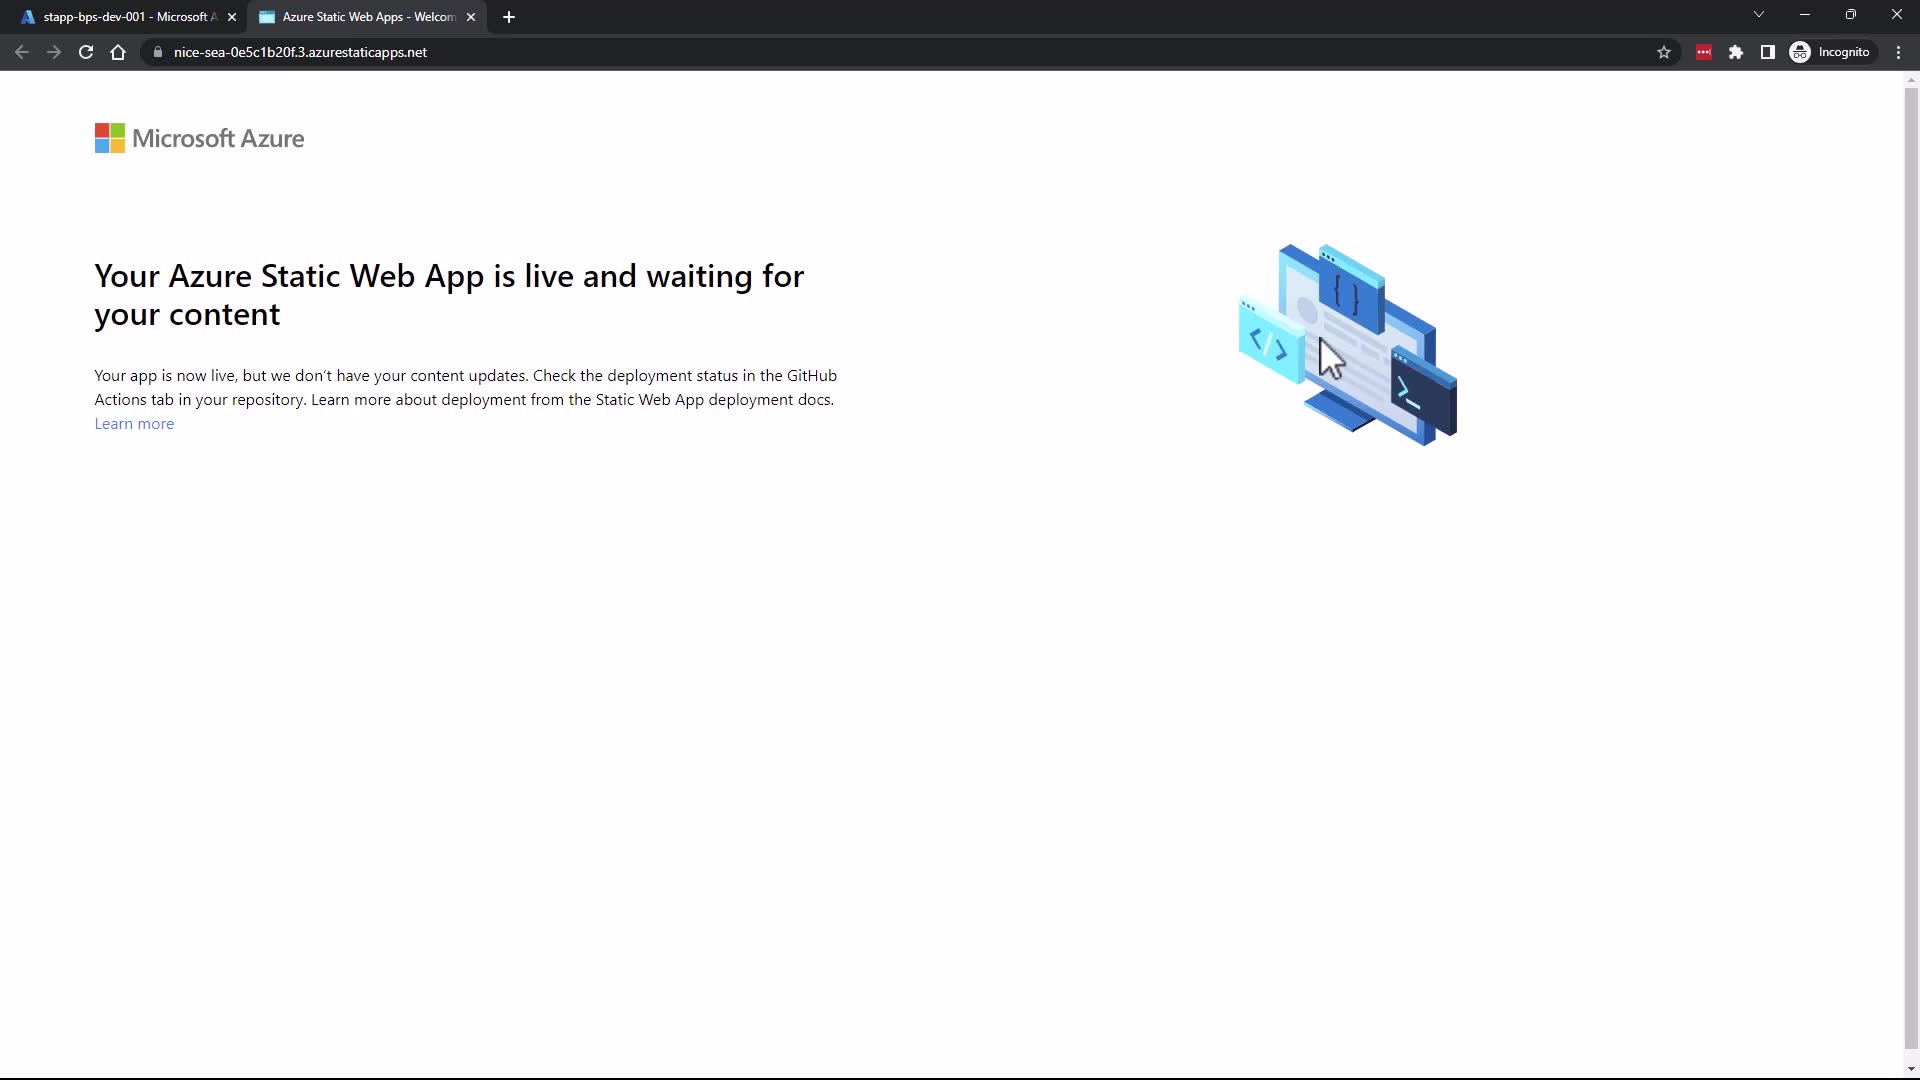 stapp-bps-dev-001 - Microsoft A
Azure Static Web Apps - Welcom
nice-sea-0e5c1b20f.3.azurestaticapps.net
Incognito
Microsoft Azure
Your Azure Static Web App is live and waiting for
your content
Your app is now live, but we don’t have your content updates. Check the deployment status in the GitHub
Actions tab in your repository. Learn more about deployment from the Static Web App deployment docs.
Learn more